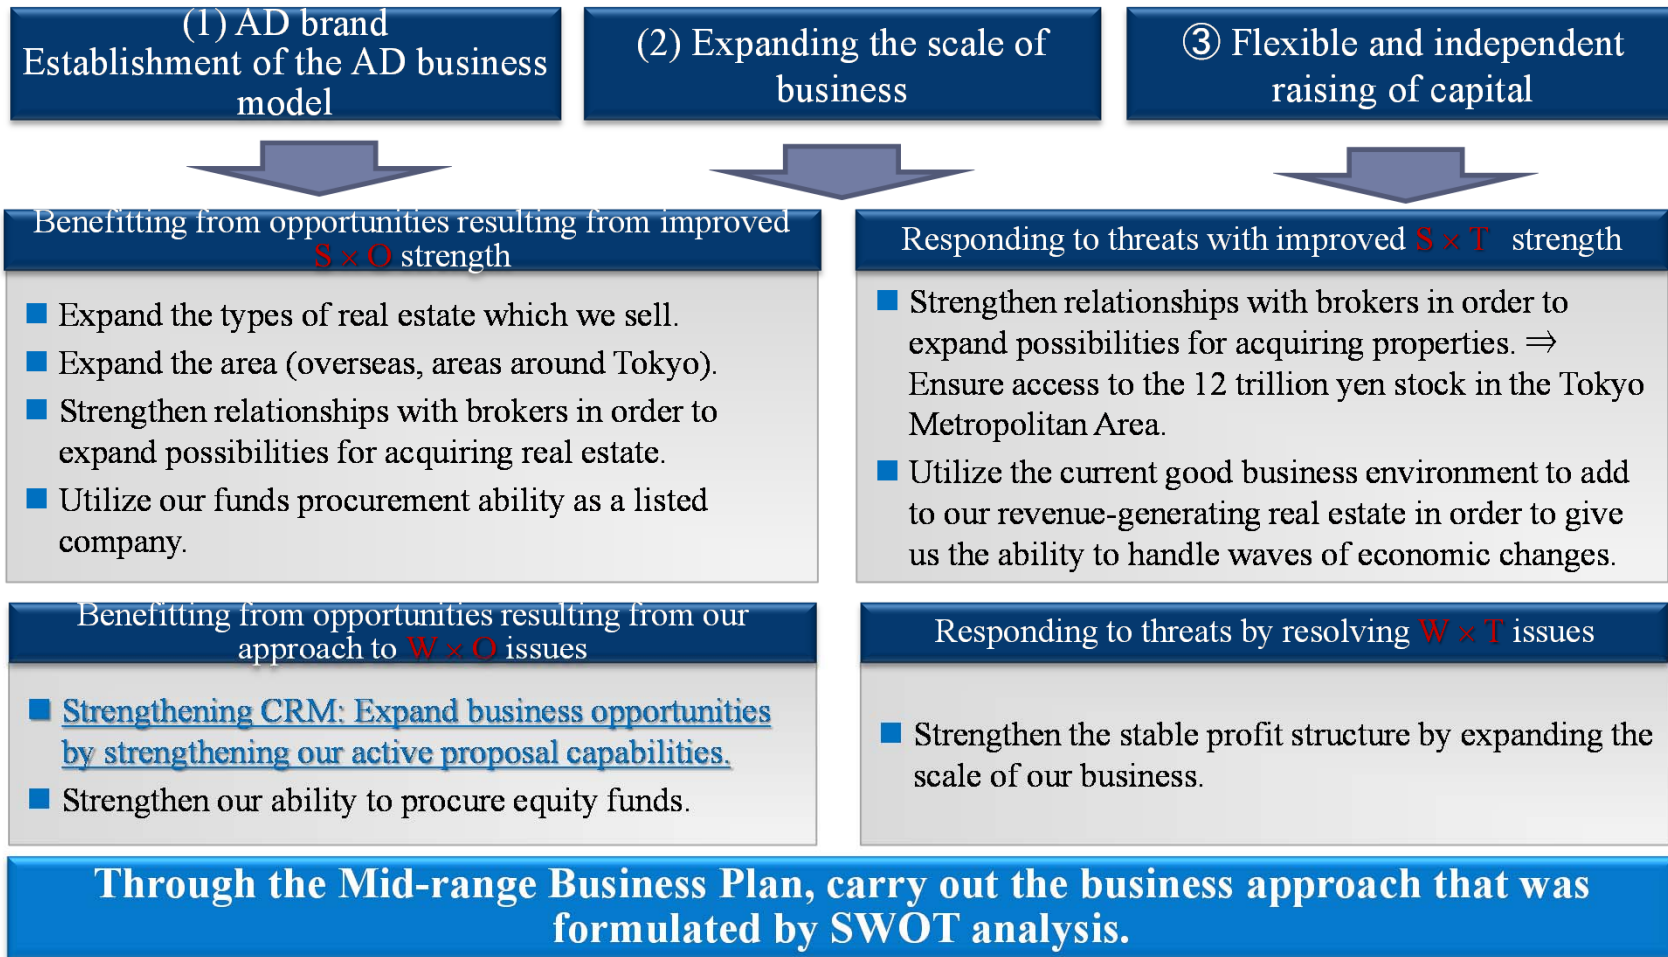 (1) AD brand
Establishment of the AD business
model
(2) Expanding the scale of
business
③ Flexible and independent
raising of capital
Benefitting from opportunities resulting from improved
S × O strength
■ Expand the types of real estate which we sell.
■ Expand the area (overseas, areas around Tokyo).
■ Strengthen relationships with brokers in order to
expand possibilities for acquiring real estate.
■ Utilize our funds procurement ability as a listed
company.
Responding to threats with improved S × T strength
■ Strengthen relationships with brokers in order to
expand possibilities for acquiring properties. ⇒
Ensure access to the 12 trillion yen stock in the Tokyo
Metropolitan Area.
■ Utilize the current good business environment to add
to our revenue-generating real estate in order to give
us the ability to handle waves of economic changes.
Benefitting from opportunities resulting from our
approach to W × O issues
■ Strengthening CRM: Expand business opportunities
by strengthening our active proposal capabilities.
■ Strengthen our ability to procure equity funds.
Responding to threats by resolving W × T issues
■ Strengthen the stable profit structure by expanding the
scale of our business.
Through the Mid-range Business Plan, carry out the business approach that was
formulated by SWOT analysis.